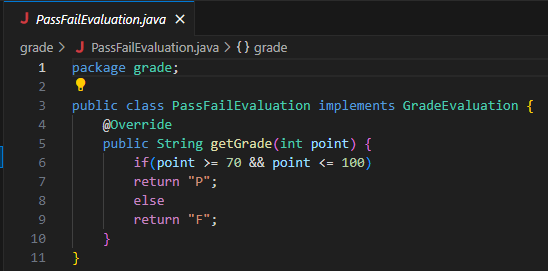 J PassFailEvaluation.java ×
grade > J PassFailEvaluation.java > {} grade
1 package grade;
2
3 public class PassFailEvaluation implements GradeEvaluation {
4 @Override
5 public String getGrade(int point) {
6 if(point >= 70 && point <= 100)
7 return "P";
8 else
9 return "F";
10 }
11 }